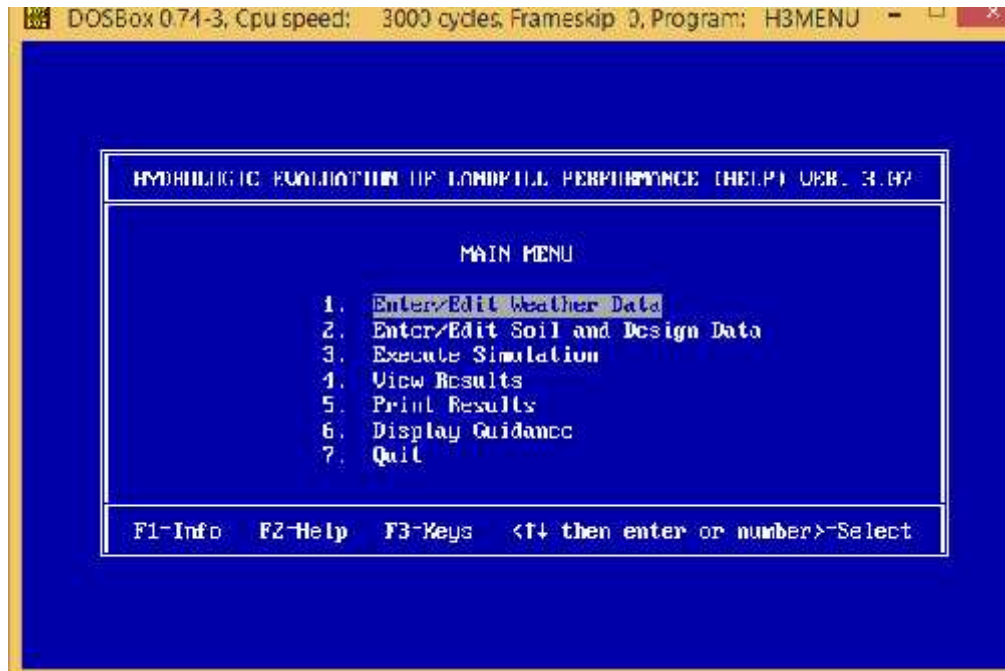 DOSBox 0.74-3, Cpu speed: 3000 cycles, Frameskip 0, Program: H3MENU
HYDROLOGIC EVALUATION OF LANDFILL PERFORMANCE (HELP) VER. 3.07
MAIN MENU
1. Enter/Edit Weather Data
2. Enter/Edit Soil and Design Data
3. Execute Simulation
4. View Results
5. Print Results
6. Display Guidance
7. Quit
F1-Info F2-Help F3-Keys <↑↓ then enter or number>-Select